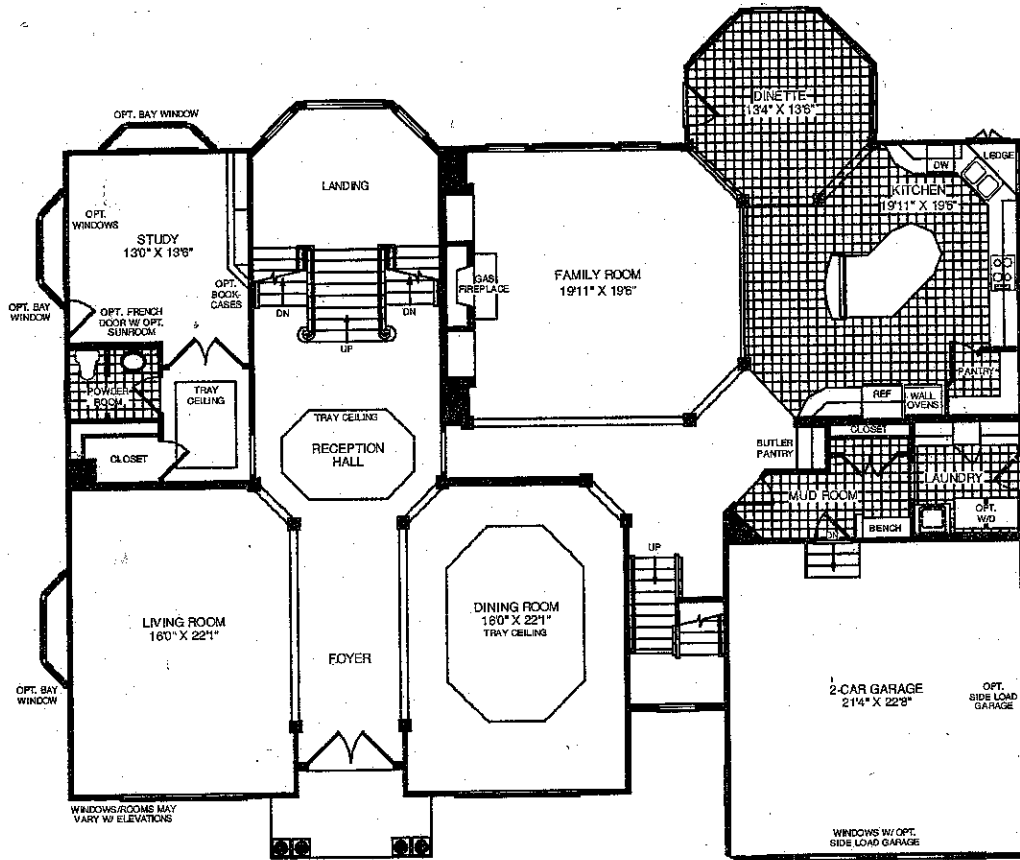 DINETTE
13'4" X 13'6"
OPT. BAY WINDOW
LEDGE
DW
KITCHEN
19'11" X 19'6"
LANDING
OPT.
WINDOWS
STUDY
13'0" X 13'6"
FAMILY ROOM
19'11" X 19'6"
GAS
FIREPLACE
OPT.
BOOK-
CASES
OPT. BAY
WINDOW
OPT. FRENCH
DOOR W/ OPT.
SUNROOM
DN
DN
UP
POWDER
ROOM
TRAY
CEILING
PANTRY
REF
WALL
OVENS
TRAY CEILING
RECEPTION
HALL
CLOSET
CLOSET
BUTLER
PANTRY
LAUNDRY
MUD ROOM
OPT.
W/D
BENCH
DN
UP
LIVING ROOM
16'0" X 22'1"
DINING ROOM
16'0" X 22'1"
TRAY CEILING
FOYER
OPT. BAY
WINDOW
2-CAR GARAGE
21'4" X 22'8"
OPT.
SIDE LOAD
GARAGE
WINDOWS/ROOMS MAY
VARY W/ ELEVATIONS
WINDOWS W/ OPT.
SIDE LOAD GARAGE